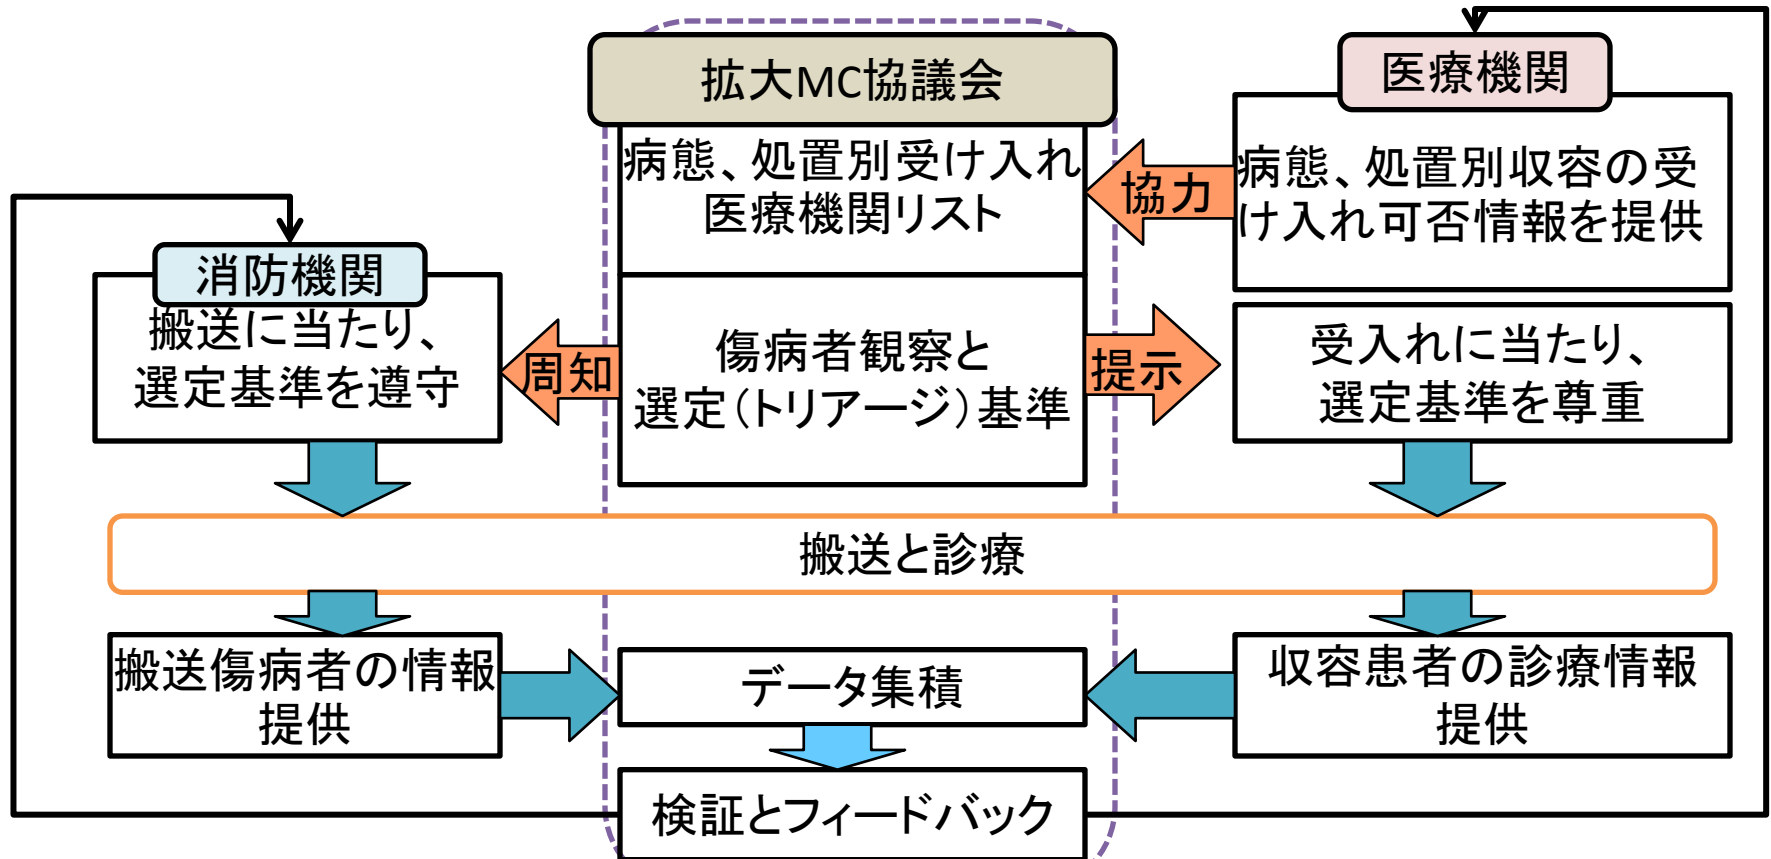 拡大MC協議会
医療機関
病態、処置別受け入れ
医療機関リスト
協力
病態、処置別収容の受
け入れ可否情報を提供
消防機関
搬送に当たり、
選定基準を遵守
周知
傷病者観察と
選定(トリアージ)基準
提示
受入れに当たり、
選定基準を尊重
搬送と診療
搬送傷病者の情報
提供
データ集積
収容患者の診療情報
提供
検証とフィードバック